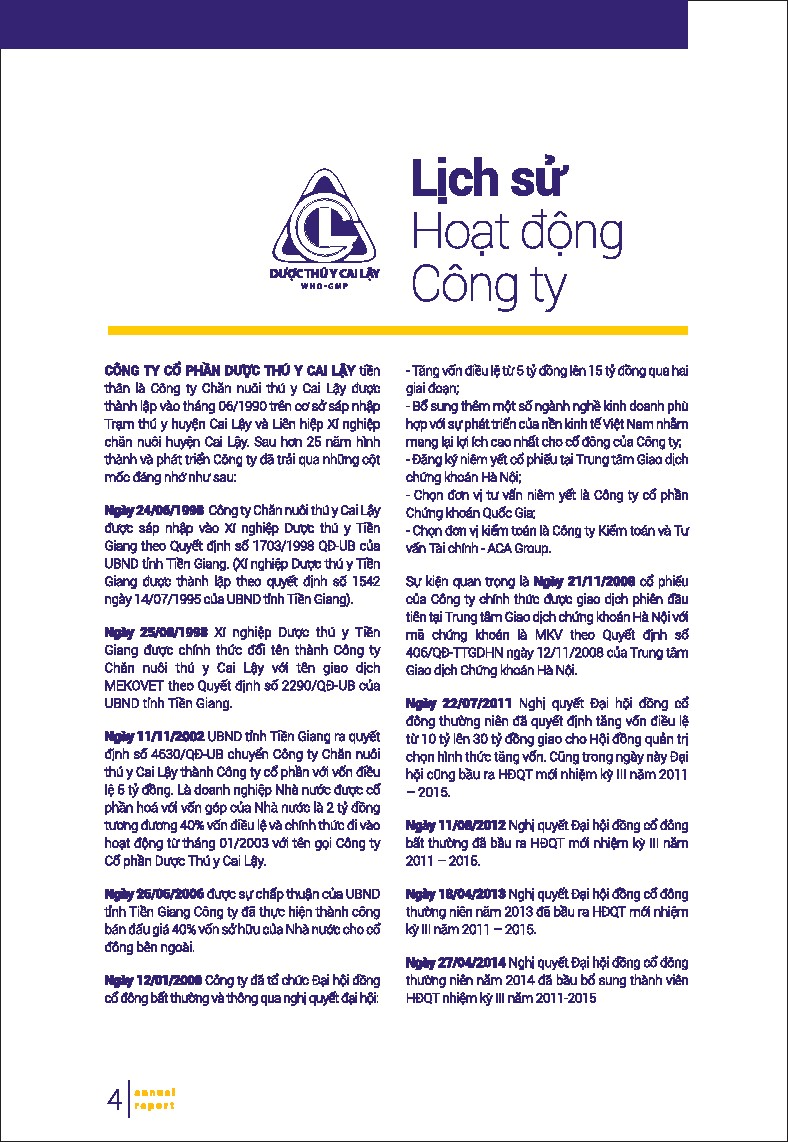 Lịch sử
Hoạt động
Công ty
DƯỢC THÚ Y CAI LẬY
WHO-GMP
CÔNG TY CỔ PHẦN DƯỢC THÚ Y CAI LẬY tiền
thân là Công ty Chăn nuôi thú y Cai Lậy được
thành lập vào tháng 06/1990 trên cơ sở sáp nhập
Trạm thú y huyện Cai Lậy và Liên hiệp Xí nghiệp
chăn nuôi huyện Cai Lậy. Sau hơn 25 năm hình
thành và phát triển Công ty đã trải qua những cột
mốc đáng nhớ như sau:
Ngày 24/06/1998 Công ty Chăn nuôi thú y Cai Lậy
được sáp nhập vào Xí nghiệp Dược thú y Tiền
Giang theo Quyết định số 1703/1998 QĐ-UB của
UBND tỉnh Tiền Giang. (Xí nghiệp Dược thú y Tiền
Giang được thành lập theo quyết định số 1542
ngày 14/07/1995 của UBND tỉnh Tiền Giang).
Ngày 25/08/1998 Xí nghiệp Dược thú y Tiền
Giang được chính thức đổi tên thành Công ty
Chăn nuôi thú y Cai Lậy với tên giao dịch
MEKOVET theo Quyết định số 2290/QĐ-UB của
UBND tỉnh Tiền Giang.
Ngày 11/11/2002 UBND tỉnh Tiền Giang ra quyết
định số 4530/QĐ-UB chuyển Công ty Chăn nuôi
thú y Cai Lậy thành Công ty cổ phần với vốn điều
lệ 5 tỷ đồng. Là doanh nghiệp Nhà nước được cổ
phần hoá với vốn góp của Nhà nước là 2 tỷ đồng
tương đương 40% vốn điều lệ và chính thức đi vào
hoạt động từ tháng 01/2003 với tên gọi Công ty
Cổ phần Dược Thú y Cai Lậy.
Ngày 25/05/2006 được sự chấp thuận của UBND
tỉnh Tiền Giang Công ty đã thực hiện thành công
bán đấu giá 40% vốn sở hữu của Nhà nước cho cổ
đông bên ngoài.
Ngày 12/01/2008 Công ty đã tổ chức Đại hội đồng
cổ đông bất thường và thông qua nghị quyết đại hội:
- Tăng vốn điều lệ từ 5 tỷ đồng lên 15 tỷ đồng qua hai
giai đoạn;
- Bổ sung thêm một số ngành nghề kinh doanh phù
hợp với sự phát triển của nền kinh tế Việt Nam nhằm
mang lại lợi ích cao nhất cho cổ đông của Công ty;
- Đăng ký niêm yết cổ phiếu tại Trung tâm Giao dịch
chứng khoán Hà Nội;
- Chọn đơn vị tư vấn niêm yết là Công ty cổ phần
Chứng khoán Quốc Gia;
- Chọn đơn vị kiểm toán là Công ty Kiểm toán và Tư
vấn Tài chính - ACA Group.
Sự kiện quan trọng là Ngày 21/11/2008 cổ phiếu
của Công ty chính thức được giao dịch phiên đầu
tiên tại Trung tâm Giao dịch chứng khoán Hà Nội với
mã chứng khoán là MKV theo Quyết định số
406/QĐ-TTGDHN ngày 12/11/2008 của Trung tâm
Giao dịch Chứng khoán Hà Nội.
Ngày 22/07/2011 Nghị quyết Đại hội đồng cổ
đông thường niên đã quyết định tăng vốn điều lệ
từ 10 tỷ lên 30 tỷ đồng giao cho Hội đồng quản trị
chọn hình thức tăng vốn. Cũng trong ngày này Đại
hội cũng bầu ra HĐQT mới nhiệm kỳ III năm 2011
– 2015.
Ngày 11/08/2012 Nghị quyết Đại hội đồng cổ đông
bất thường đã bầu ra HĐQT mới nhiệm kỳ III năm
2011 – 2015.
Ngày 18/04/2013 Nghị quyết Đại hội đồng cổ đông
thường niên năm 2013 đã bầu ra HĐQT mới nhiệm
kỳ III năm 2011 – 2015.
Ngày 27/04/2014 Nghị quyết Đại hội đồng cổ đông
thường niên năm 2014 đã bầu bổ sung thành viên
HĐQT nhiệm kỳ III năm 2011-2015
4
annual
report